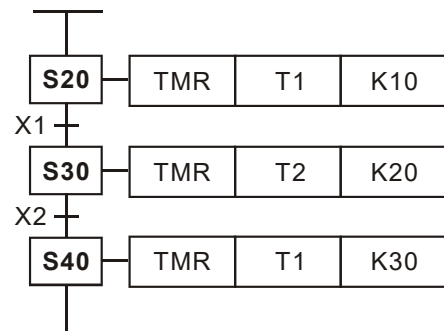 S20 TMR T1 K10
X1
S30 TMR T2 K20
X2
S40 TMR T1 K30